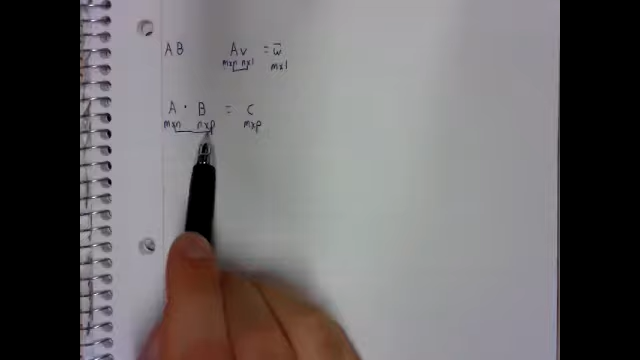 AB Av = w̄
mxn nx1 mx1
A · B = C
mxn nxp mxp